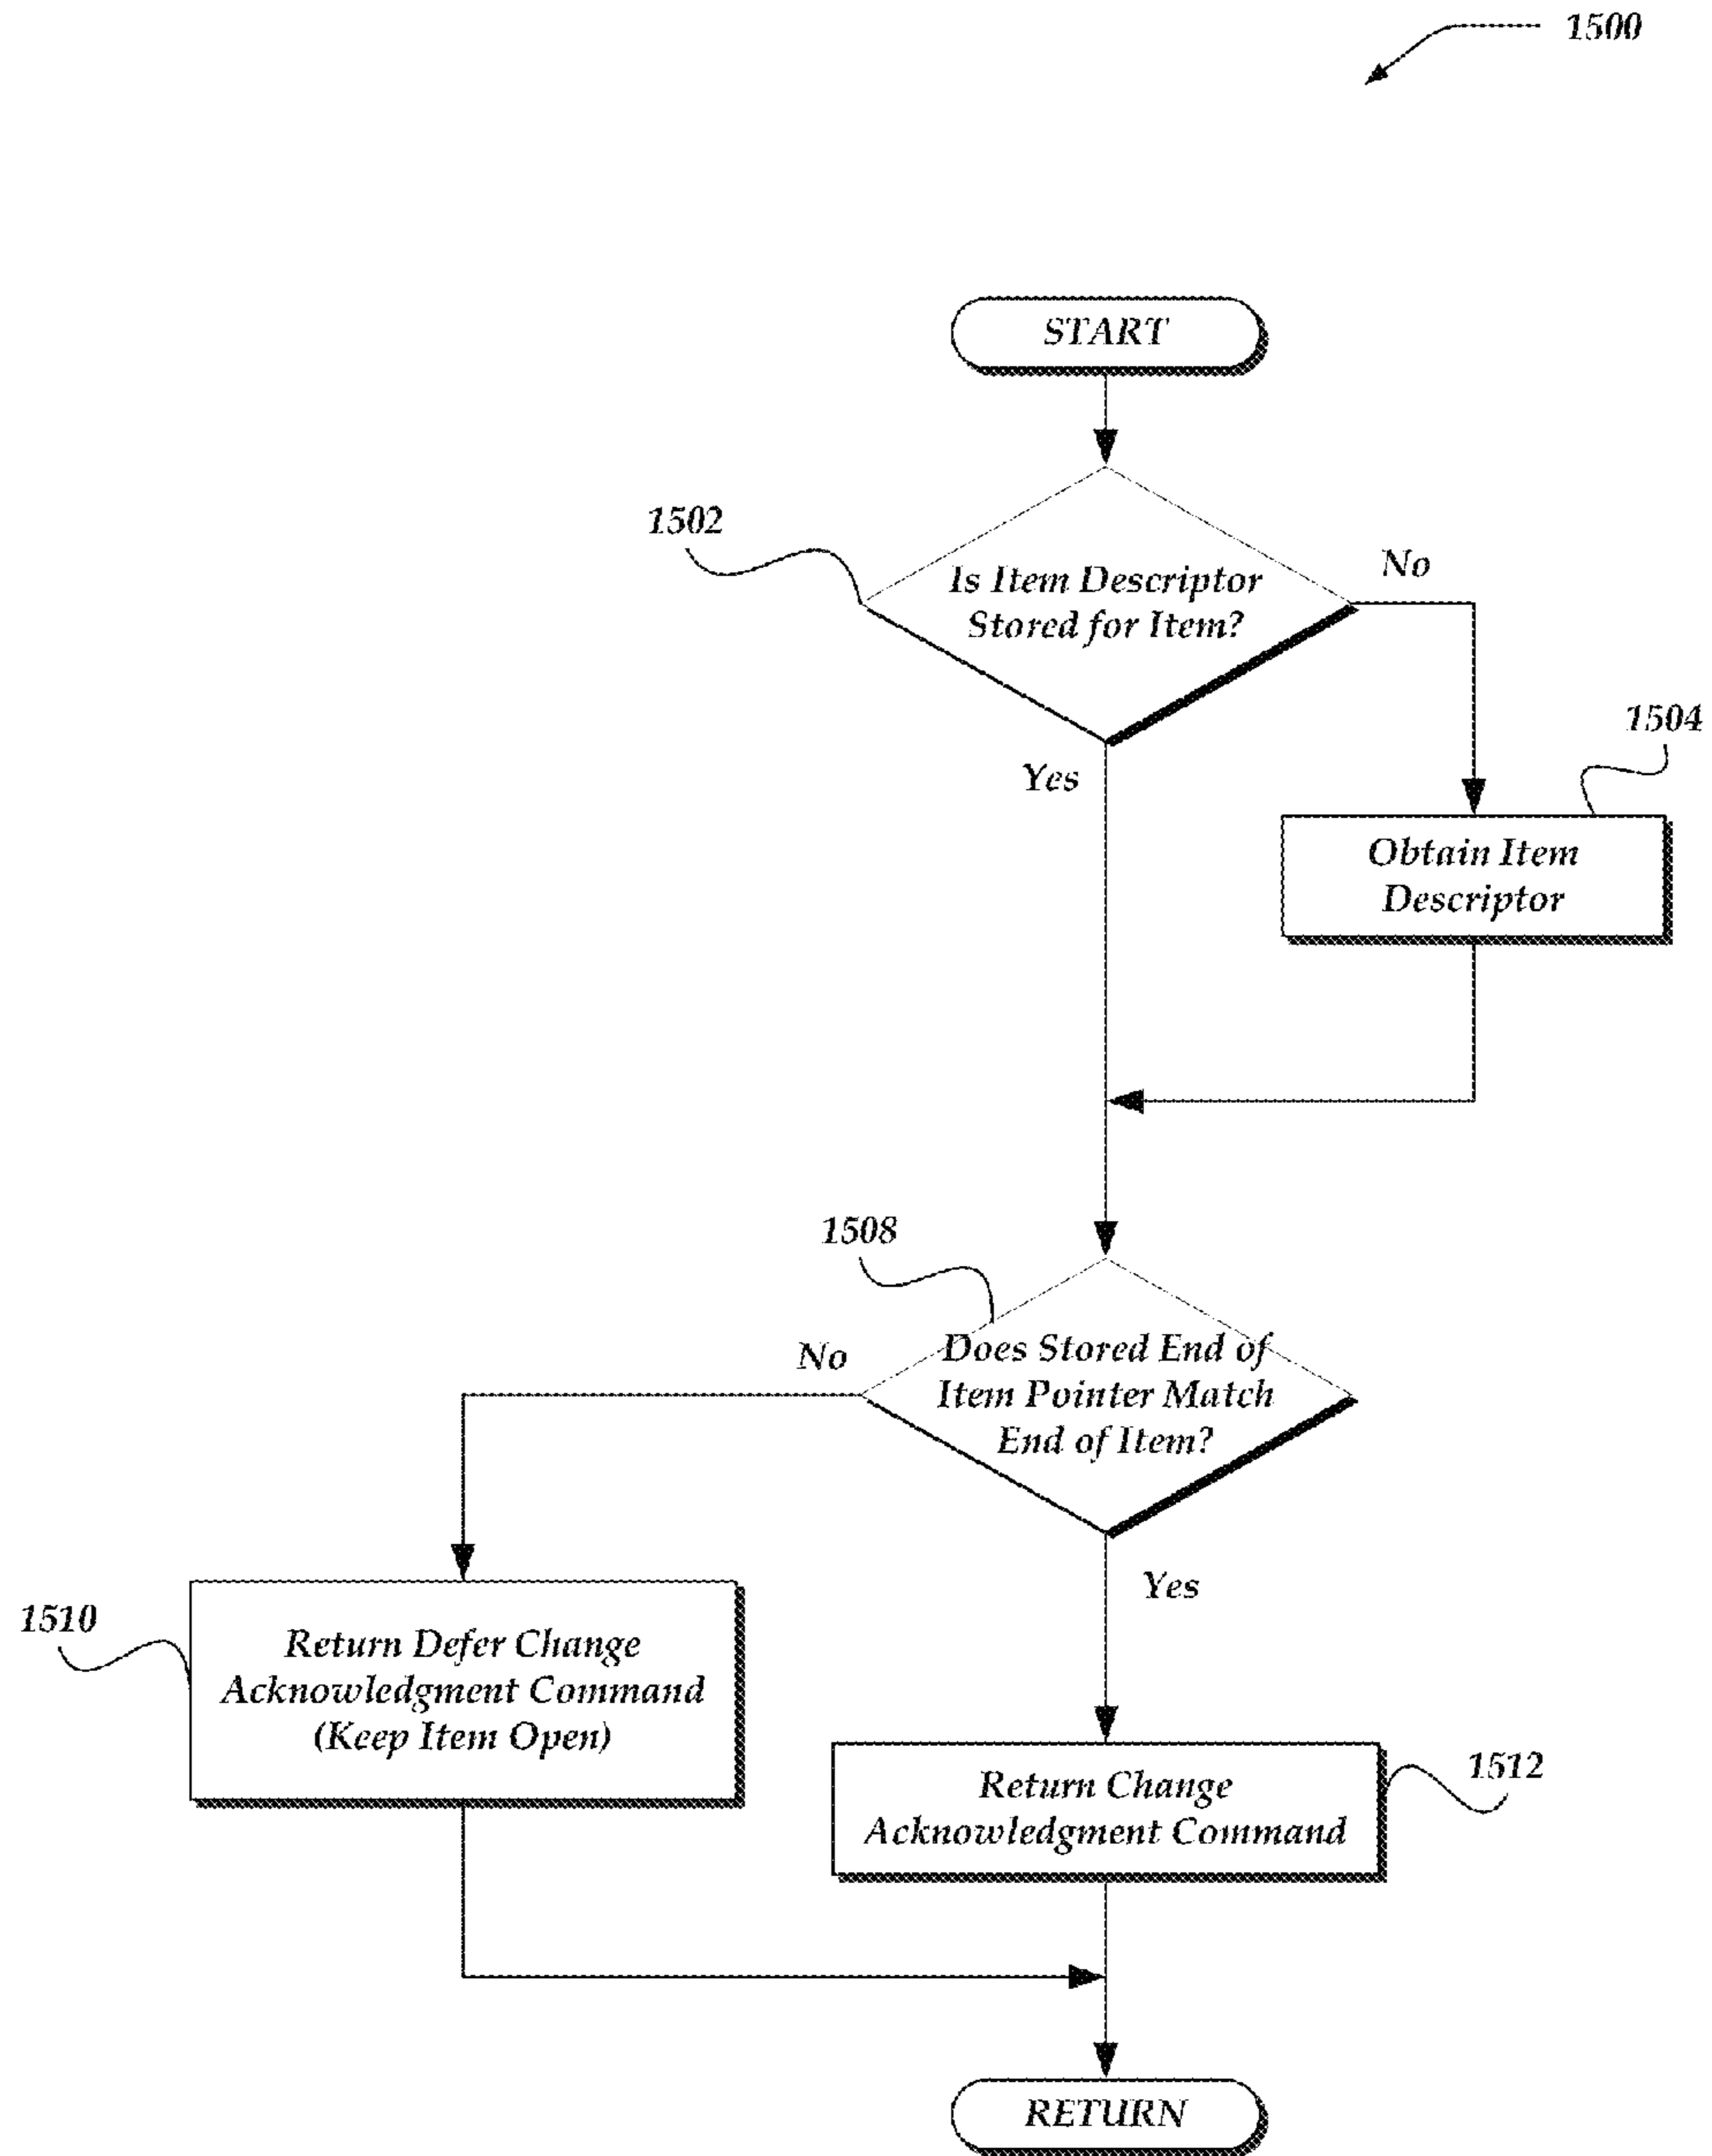 1500
START
1502
Is Item Descriptor
Stored for Item?
No
Yes
1504
Obtain Item
Descriptor
1508
No
Does Stored End of
Item Pointer Match
End of Item?
Yes
1510
Return Defer Change
Acknowledgment Command
(Keep Item Open)
1512
Return Change
Acknowledgment Command
RETURN